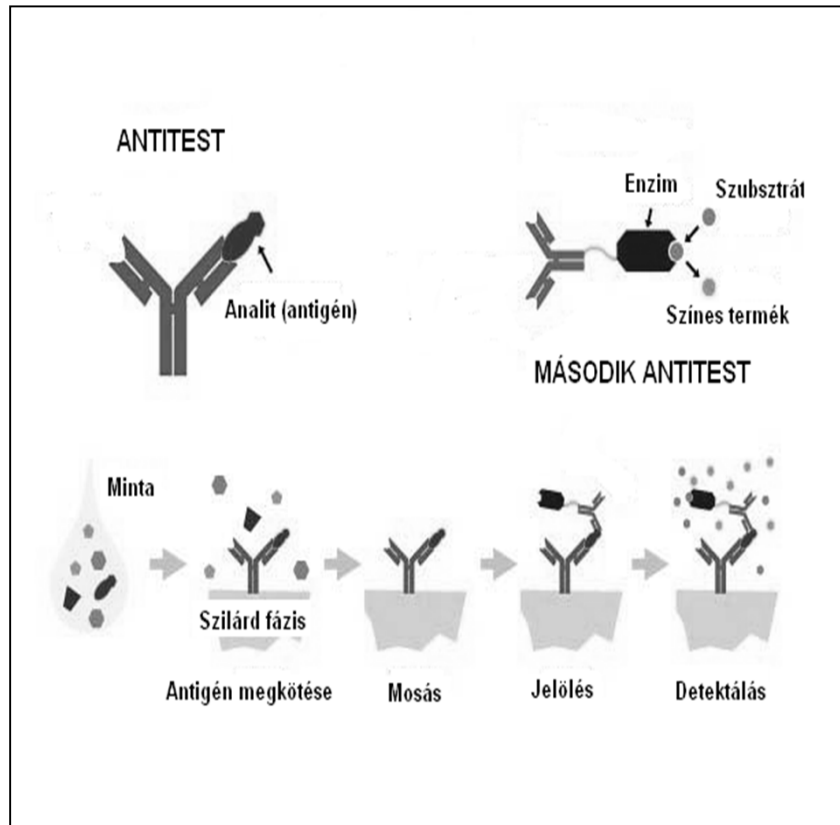 ANTITEST
Analit (antigén)
Enzim
Szubsztrát
Színes termék
MÁSODIK ANTITEST
Minta
Szilárd fázis
Antigén megkötése
Mosás
Jelölés
Detektálás